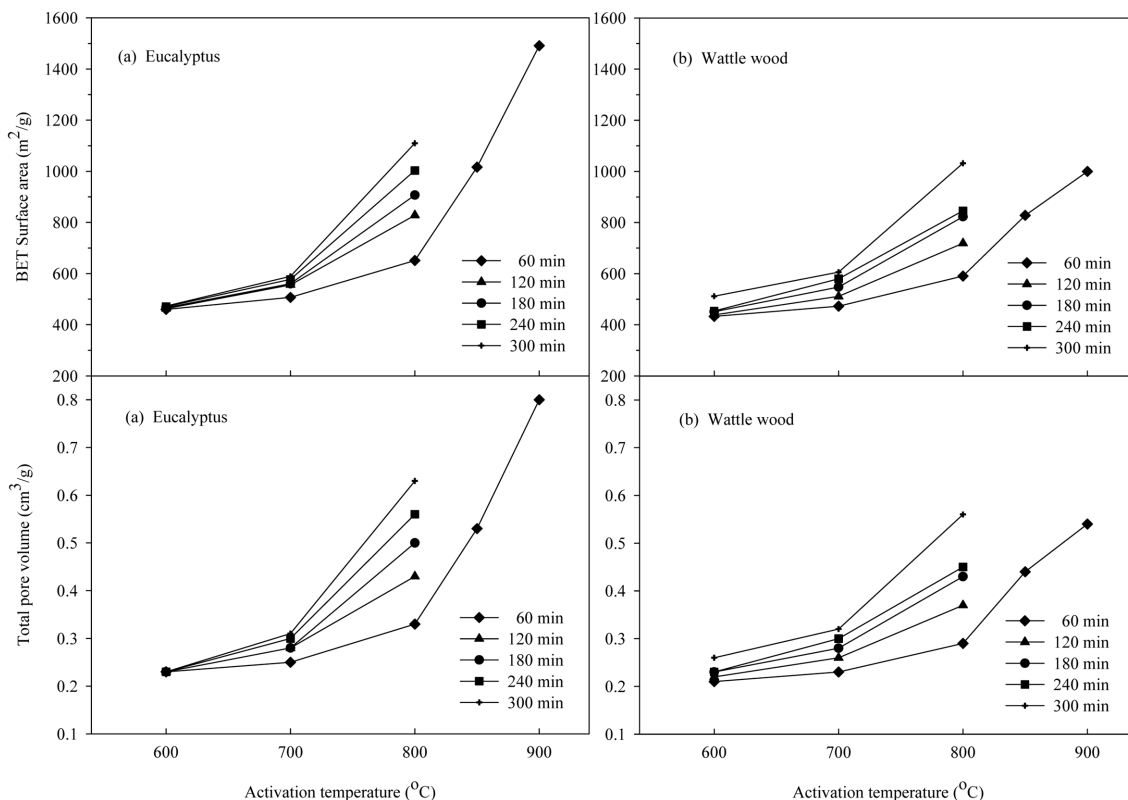 BET Surface area (m2/g)
1600
1400
1200
1000
800
600
400
200
(a) Eucalyptus
60 min
120 min
180 min
240 min
300 min
1600
1400
1200
1000
800
600
400
200
(b) Wattle wood
60 min
120 min
180 min
240 min
300 min
Total pore volume (cm3/g)
0.8
0.7
0.6
0.5
0.4
0.3
0.2
0.1
(a) Eucalyptus
60 min
120 min
180 min
240 min
300 min
600 700 800 900
Activation temperature (oC)
0.8
0.7
0.6
0.5
0.4
0.3
0.2
0.1
(b) Wattle wood
60 min
120 min
180 min
240 min
300 min
600 700 800 900
Activation temperature (oC)